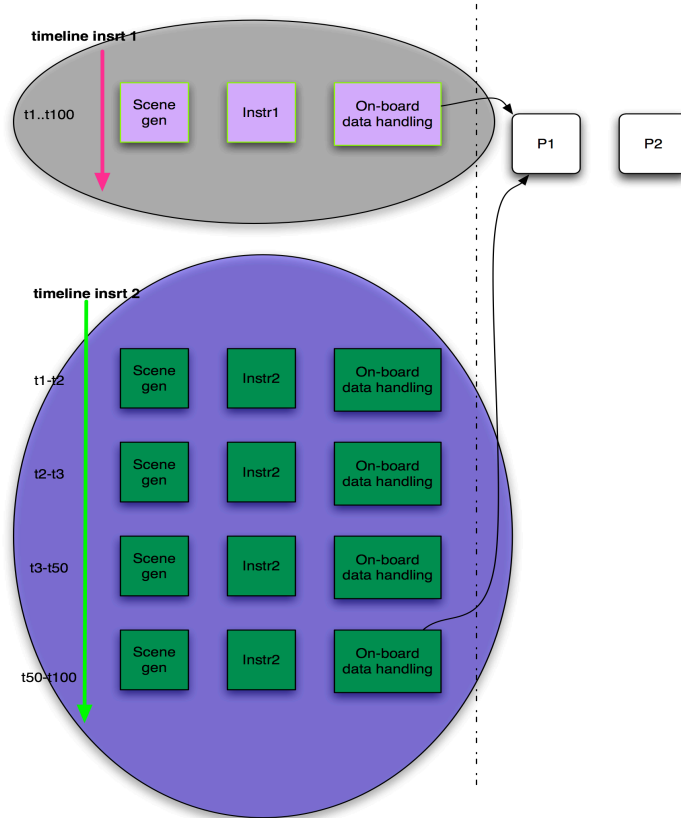 timeline insrt 1
t1..t100
Scene
gen
Instr1
On-board
data handling
P1
P2
timeline insrt 2
t1-t2
Scene
gen
Instr2
On-board
data handling
t2-t3
Scene
gen
Instr2
On-board
data handling
t3-t50
Scene
gen
Instr2
On-board
data handling
t50-t100
Scene
gen
Instr2
On-board
data handling